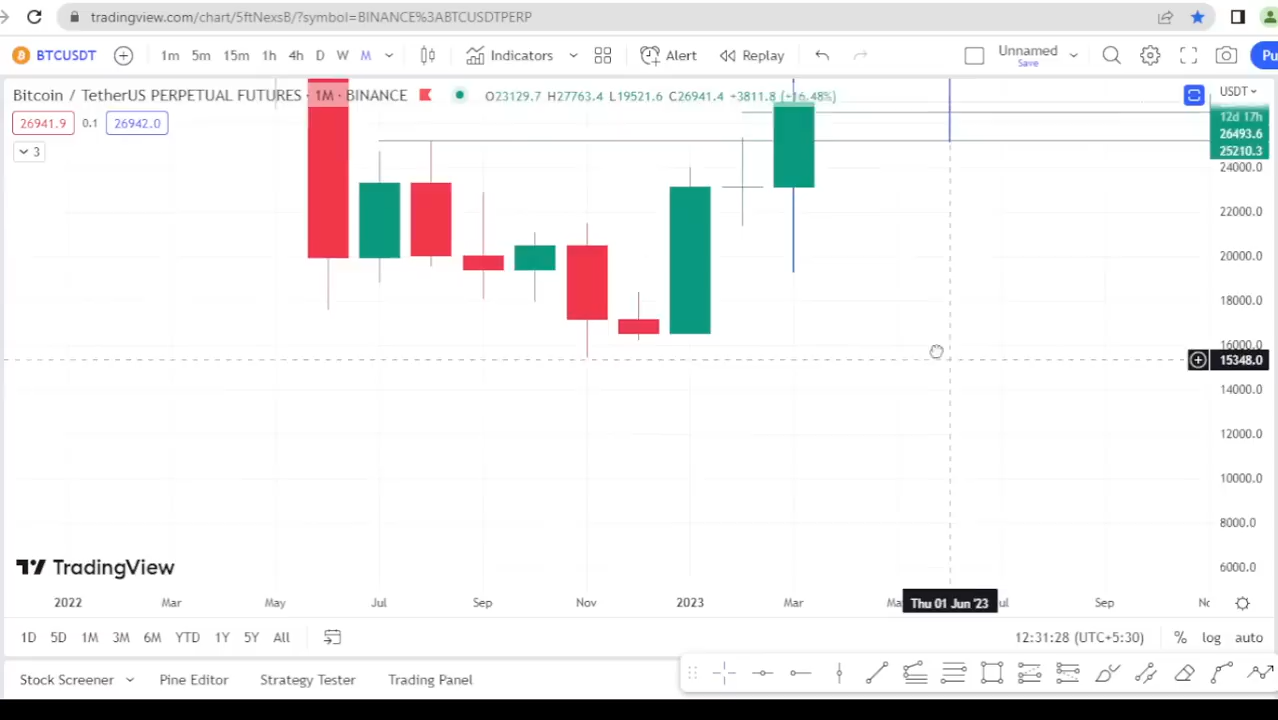 tradingview.com/chart/5ftNexsB/?symbol=BINANCE%3ABTCUSDTPERP
BTCUSDT 1m 5m 15m 1h 4h D W M Indicators Alert Replay Unnamed Save Pu
Bitcoin / TetherUS PERPETUAL FUTURES · 1M · BINANCE O23129.7 H27763.4 L19521.6 C26941.4 +3811.8 (+16.48%) USDT
26941.9 0.1 26942.0
12d 17h
26493.6
25210.3
3
24000.0
22000.0
20000.0
18000.0
16000.0
15348.0
14000.0
12000.0
10000.0
8000.0
6000.0
TradingView
2022 Mar May Jul Sep Nov 2023 Mar Ma Thu 01 Jun '23 ul Sep No
1D 5D 1M 3M 6M YTD 1Y 5Y All 12:31:28 (UTC+5:30) % log auto
Stock Screener Pine Editor Strategy Tester Trading Panel